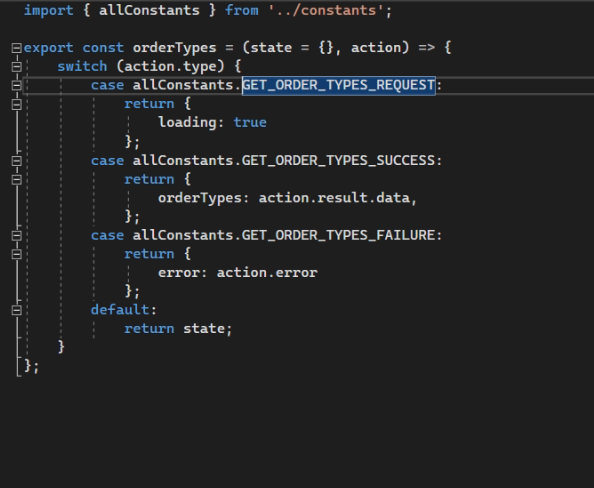 import { allConstants } from '../constants';
export const orderTypes = (state = {}, action) => {
switch (action.type) {
case allConstants.GET_ORDER_TYPES_REQUEST:
return {
loading: true
};
case allConstants.GET_ORDER_TYPES_SUCCESS:
return {
orderTypes: action.result.data,
};
case allConstants.GET_ORDER_TYPES_FAILURE:
return {
error: action.error
};
default:
return state;
}
};